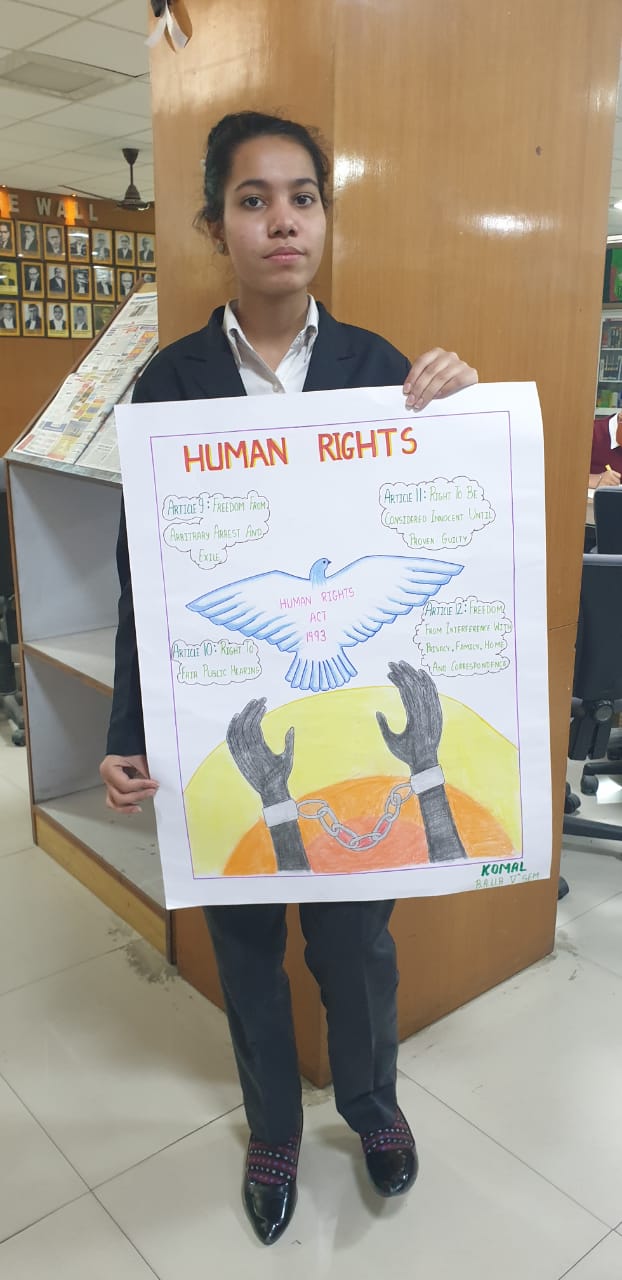 E WALL
HUMAN RIGHTS
ARTICLE 9: FREEDOM FROM
ARBITRARY ARREST AND
EXILE
ARTICLE 11: RIGHT TO BE
CONSIDERED INNOCENT UNTIL
PROVEN GUILTY
HUMAN RIGHTS
ACT
1993
ARTICLE 10: RIGHT TO
FAIR PUBLIC HEARING
ARTICLE 12: FREEDOM
FROM INTERFERENCE WITH
PRIVACY, FAMILY, HOME
AND CORRESPONDENCE
KOMAL
BALLB V SEM